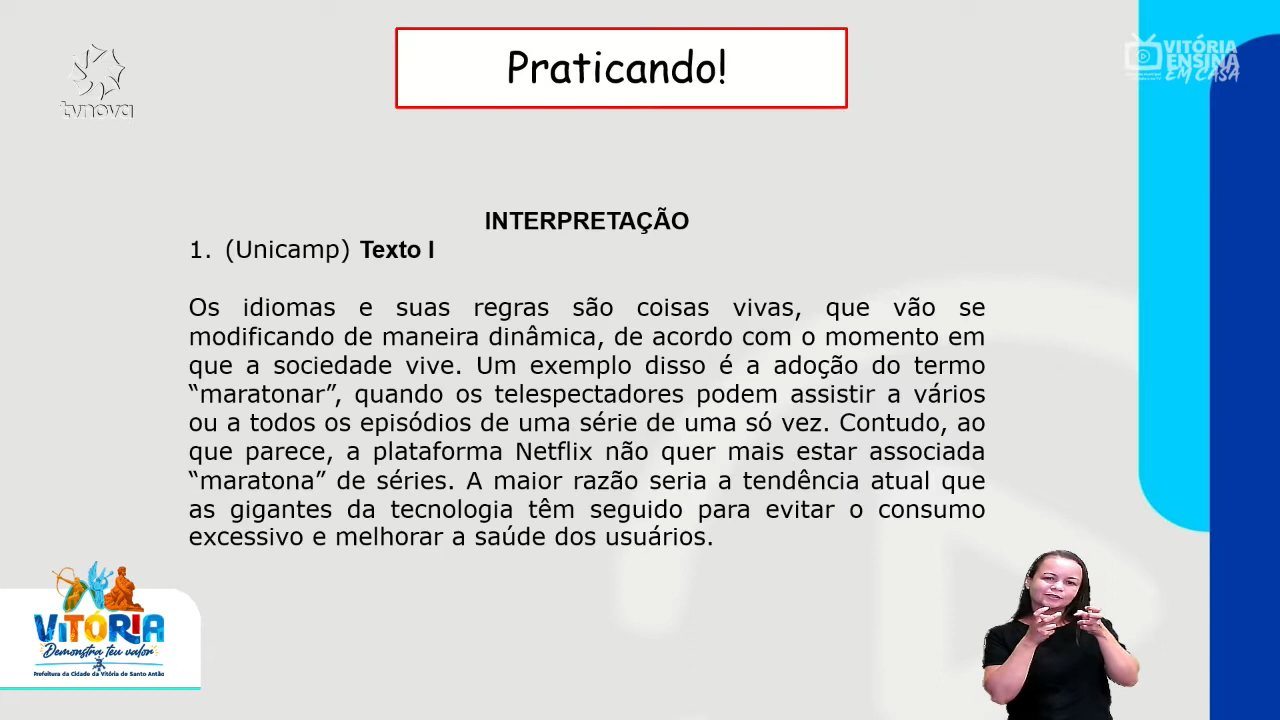 Praticando!
tvnova
VITÓRIA
ENSINA
EM CASA
INTERPRETAÇÃO
1. (Unicamp) Texto I
Os idiomas e suas regras são coisas vivas, que vão se
modificando de maneira dinâmica, de acordo com o momento em
que a sociedade vive. Um exemplo disso é a adoção do termo
“maratonar”, quando os telespectadores podem assistir a vários
ou a todos os episódios de uma série de uma só vez. Contudo, ao
que parece, a plataforma Netflix não quer mais estar associada
“maratona” de séries. A maior razão seria a tendência atual que
as gigantes da tecnologia têm seguido para evitar o consumo
excessivo e melhorar a saúde dos usuários.
VITÓRIA
Demonstra teu valor
Prefeitura da Cidade da Vitória de Santo Antão